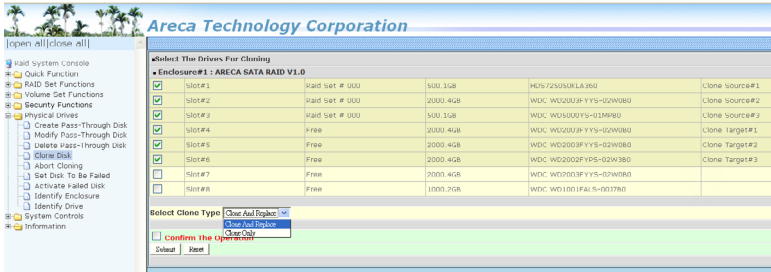 Areca Technology Corporation
|open all|close all|
Raid System Console
Quick Function
RAID Set Functions
Volume Set Functions
Security Functions
Physical Drives
Create Pass-Through Disk
Modify Pass-Through Disk
Delete Pass-Through Disk
Clone Disk
Abort Cloning
Set Disk To Be Failed
Activate Failed Disk
Identify Enclosure
Identify Drive
System Controls
Information
Select The Drives For Cloning
Enclosure#1 : ARECA SATA RAID V1.0
Slot#1 Raid Set # 000 500.1GB HDS725050KLA360 Clone Source#1
Slot#2 Raid Set # 000 2000.4GB WDC WD2003FYYS-02W0B0 Clone Source#2
Slot#3 Raid Set # 000 500.1GB WDC WD5000YS-01MPB0 Clone Source#3
Slot#4 Free 2000.4GB WDC WD2003FYYS-02W0B0 Clone Target#1
Slot#5 Free 2000.4GB WDC WD2003FYYS-02W0B0 Clone Target#2
Slot#6 Free 2000.4GB WDC WD2002FYPS-02W3B0 Clone Target#3
Slot#7 Free 2000.4GB WDC WD2003FYYS-02W0B0
Slot#8 Free 1000.2GB WDC WD1001FALS-00J7B0
Select Clone Type Clone And Replace
Clone And Replace
Clone Only
Confirm The Operation
Submit Reset